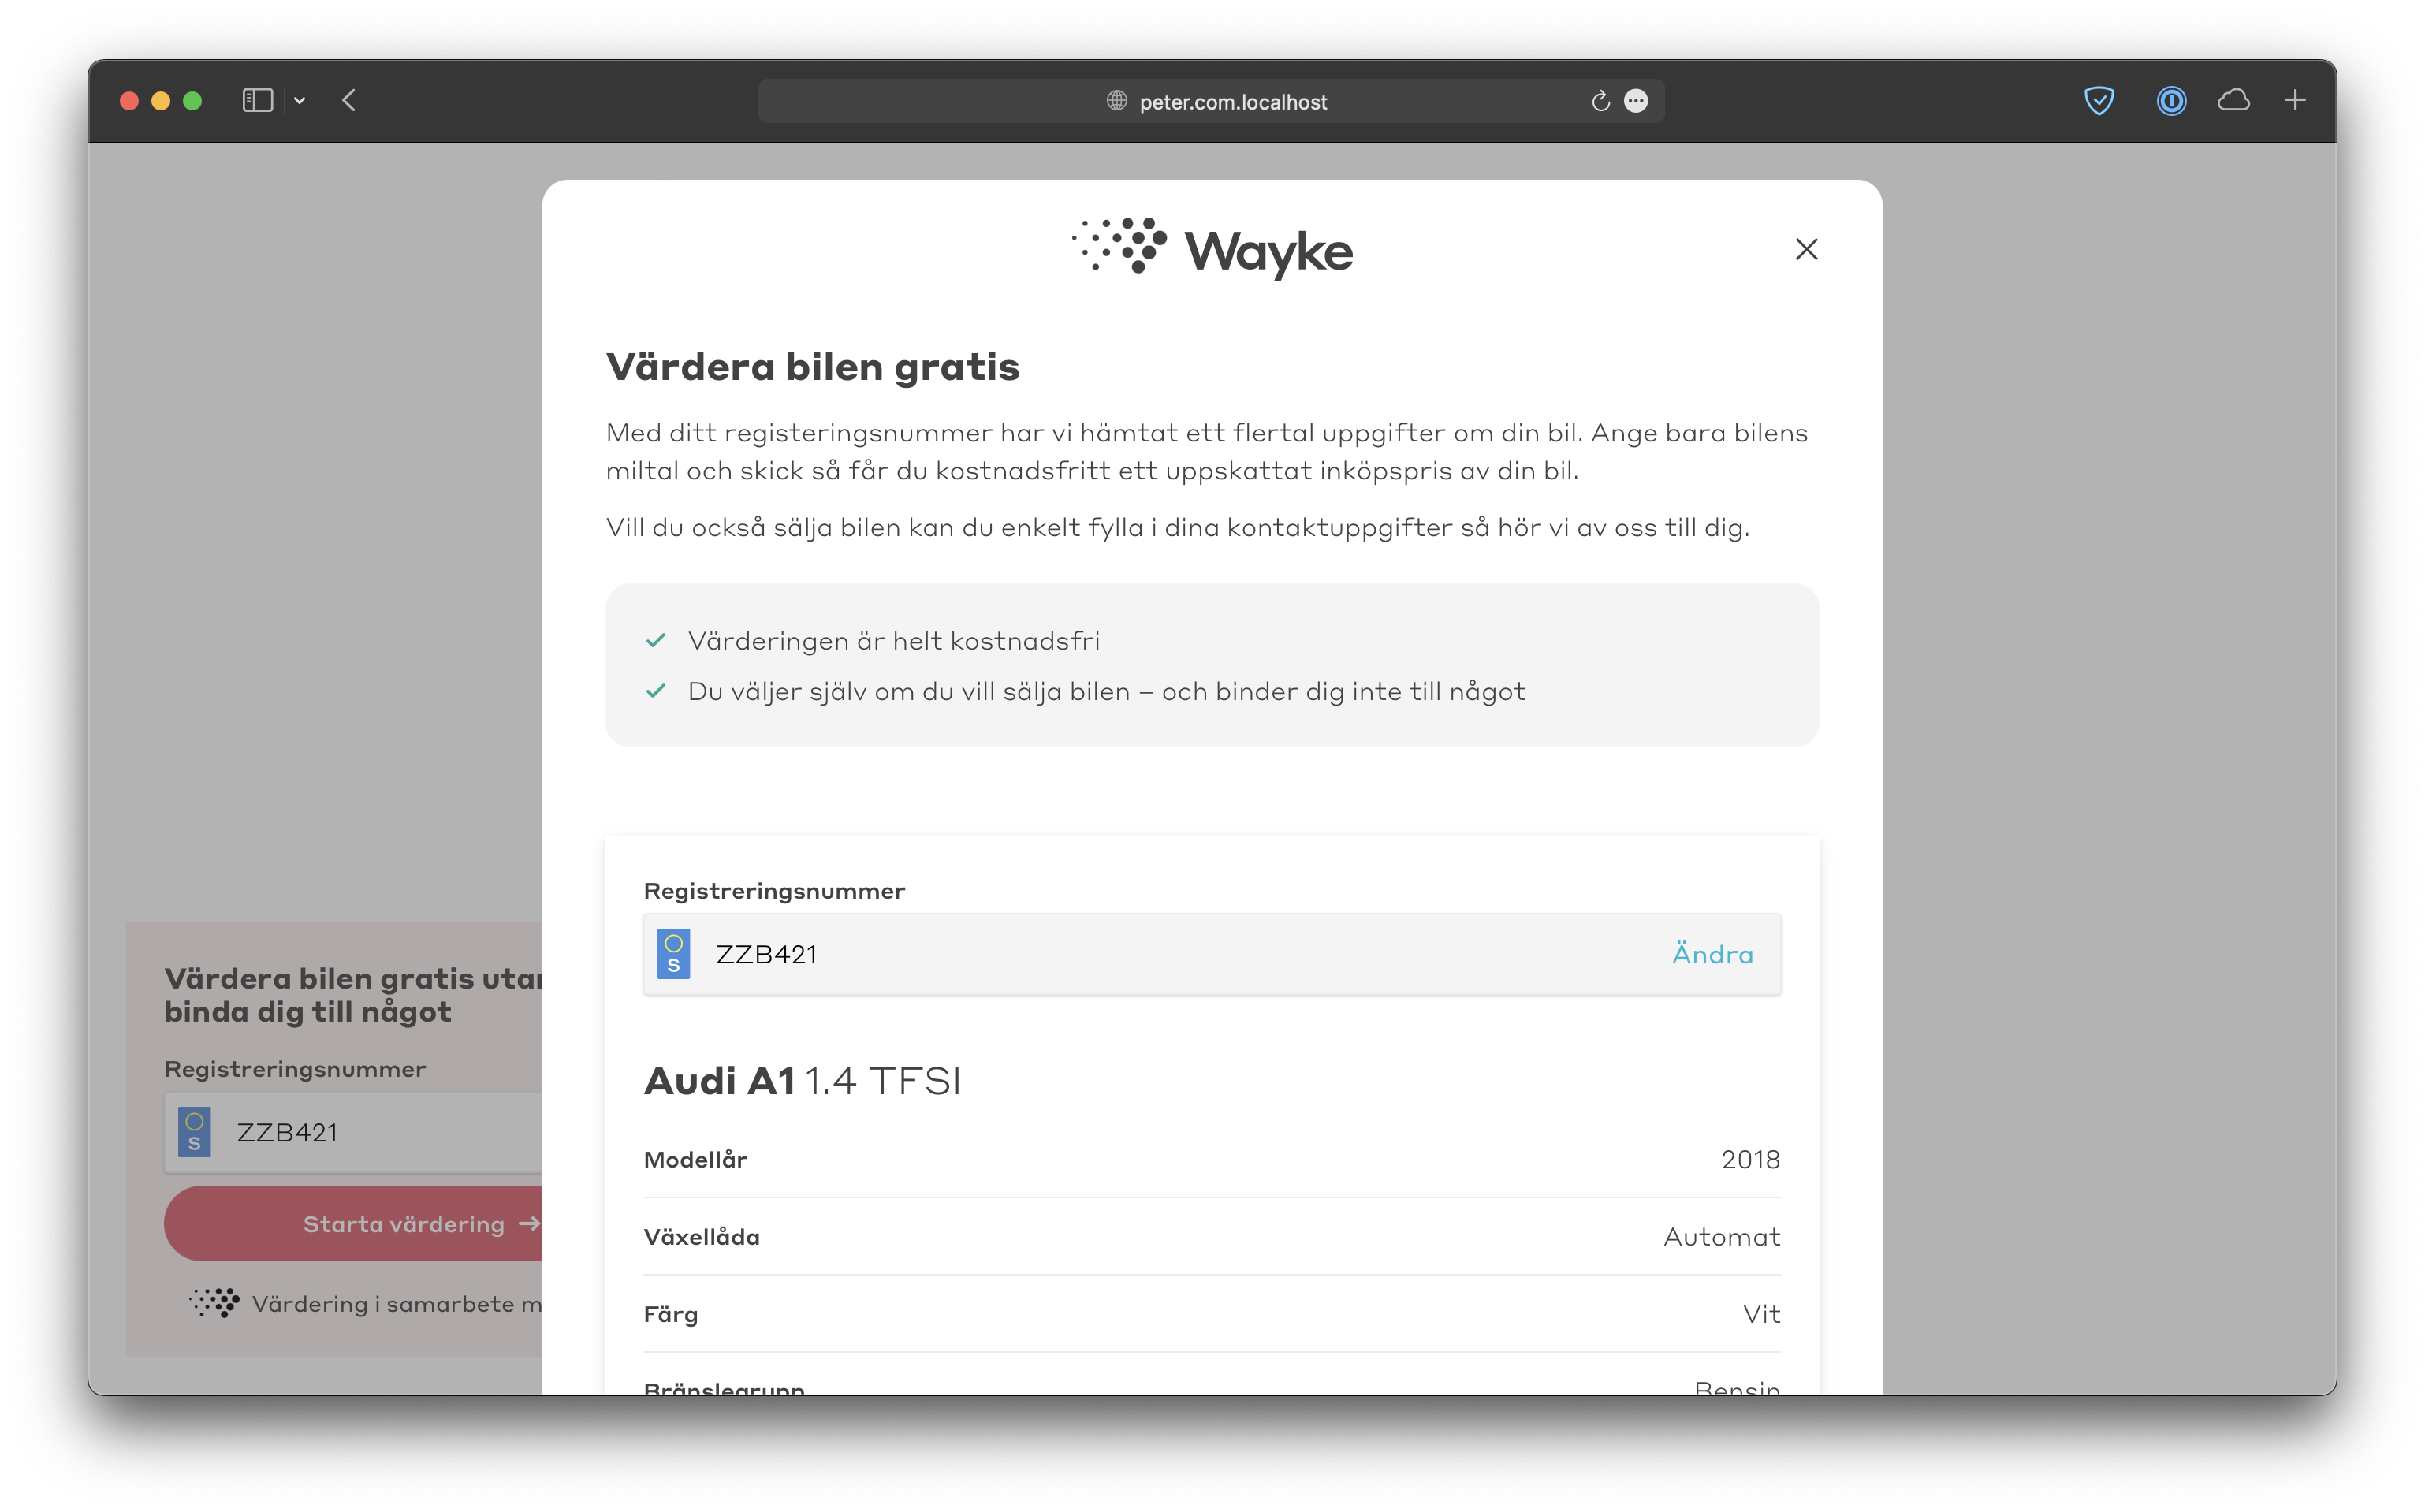 peter.com.localhost
Wayke
Värdera bilen gratis
Med ditt registeringsnummer har vi hämtat ett flertal uppgifter om din bil. Ange bara bilens
miltal och skick så får du kostnadsfritt ett uppskattat inköpspris av din bil.
Vill du också sälja bilen kan du enkelt fylla i dina kontaktuppgifter så hör vi av oss till dig.
Värderingen är helt kostnadsfri
Du väljer själv om du vill sälja bilen – och binder dig inte till något
Registreringsnummer
S ZZB421 Ändra
Audi A1 1.4 TFSI
Modellår 2018
Växellåda Automat
Färg Vit
Bränslegrupp Bensin
Värdera bilen gratis utan
binda dig till något
Registreringsnummer
S ZZB421
Starta värdering →
Värdering i samarbete m